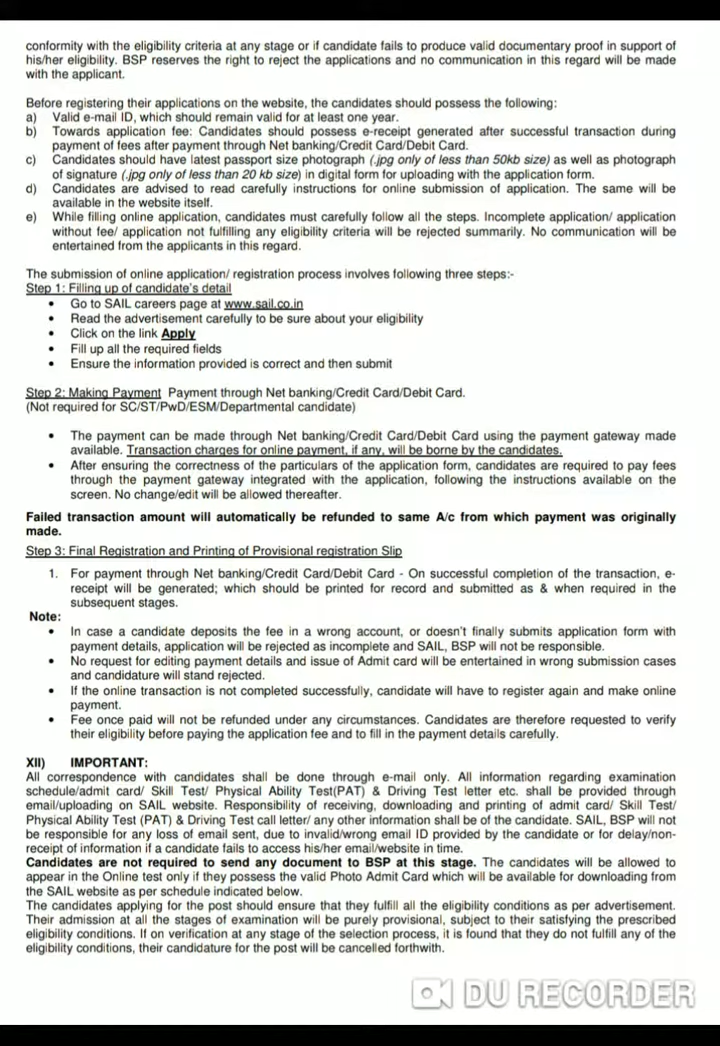 conformity with the eligibility criteria at any stage or if candidate fails to produce valid documentary proof in support of
his/her eligibility. BSP reserves the right to reject the applications and no communication in this regard will be made
with the applicant.
Before registering their applications on the website, the candidates should possess the following:
a) Valid e-mail ID, which should remain valid for at least one year.
b) Towards application fee: Candidates should possess e-receipt generated after successful transaction during
payment of fees after payment through Net banking/Credit Card/Debit Card.
c) Candidates should have latest passport size photograph (.jpg only of less than 50kb size) as well as photograph
of signature (.jpg only of less than 20 kb size) in digital form for uploading with the application form.
d) Candidates are advised to read carefully instructions for online submission of application. The same will be
available in the website itself.
e) While filling online application, candidates must carefully follow all the steps. Incomplete application/ application
without fee/ application not fulfilling any eligibility criteria will be rejected summarily. No communication will be
entertained from the applicants in this regard.
The submission of online application/ registration process involves following three steps:-
Step 1: Filling up of candidate's detail
• Go to SAIL careers page at www.sail.co.in
• Read the advertisement carefully to be sure about your eligibility
• Click on the link Apply
• Fill up all the required fields
• Ensure the information provided is correct and then submit
Step 2: Making Payment Payment through Net banking/Credit Card/Debit Card.
(Not required for SC/ST/PwD/ESM/Departmental candidate)
• The payment can be made through Net banking/Credit Card/Debit Card using the payment gateway made
available. Transaction charges for online payment, if any, will be borne by the candidates.
• After ensuring the correctness of the particulars of the application form, candidates are required to pay fees
through the payment gateway integrated with the application, following the instructions available on the
screen. No change/edit will be allowed thereafter.
Failed transaction amount will automatically be refunded to same A/c from which payment was originally
made.
Step 3: Final Registration and Printing of Provisional registration Slip
1. For payment through Net banking/Credit Card/Debit Card - On successful completion of the transaction, e-
receipt will be generated; which should be printed for record and submitted as & when required in the
subsequent stages.
Note:
• In case a candidate deposits the fee in a wrong account, or doesn't finally submits application form with
payment details, application will be rejected as incomplete and SAIL, BSP will not be responsible.
• No request for editing payment details and issue of Admit card will be entertained in wrong submission cases
and candidature will stand rejected.
• If the online transaction is not completed successfully, candidate will have to register again and make online
payment.
• Fee once paid will not be refunded under any circumstances. Candidates are therefore requested to verify
their eligibility before paying the application fee and to fill in the payment details carefully.
XII) IMPORTANT:
All correspondence with candidates shall be done through e-mail only. All information regarding examination
schedule/admit card/ Skill Test/ Physical Ability Test(PAT) & Driving Test letter etc. shall be provided through
email/uploading on SAIL website. Responsibility of receiving, downloading and printing of admit card/ Skill Test/
Physical Ability Test (PAT) & Driving Test call letter/ any other information shall be of the candidate. SAIL, BSP will not
be responsible for any loss of email sent, due to invalid/wrong email ID provided by the candidate or for delay/non-
receipt of information if a candidate fails to access his/her email/website in time.
Candidates are not required to send any document to BSP at this stage. The candidates will be allowed to
appear in the Online test only if they possess the valid Photo Admit Card which will be available for downloading from
the SAIL website as per schedule indicated below.
The candidates applying for the post should ensure that they fulfill all the eligibility conditions as per advertisement.
Their admission at all the stages of examination will be purely provisional, subject to their satisfying the prescribed
eligibility conditions. If on verification at any stage of the selection process, it is found that they do not fulfill any of the
eligibility conditions, their candidature for the post will be cancelled forthwith.
DU RECORDER